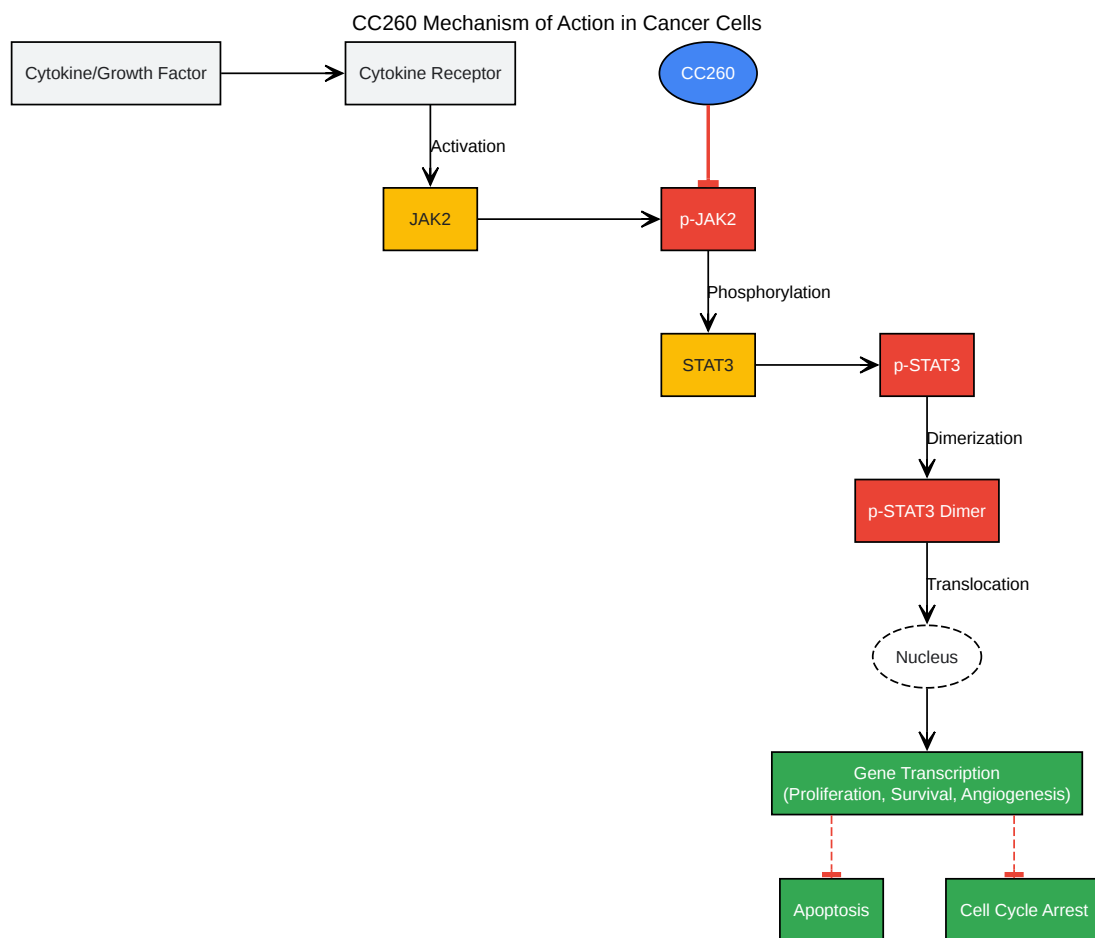 CC260 Mechanism of Action in Cancer Cells
Cytokine/Growth Factor
Cytokine Receptor
CC260
Activation
JAK2
p-JAK2
Phosphorylation
STAT3
p-STAT3
Dimerization
p-STAT3 Dimer
Translocation
Nucleus
Gene Transcription
(Proliferation, Survival, Angiogenesis)
Apoptosis
Cell Cycle Arrest